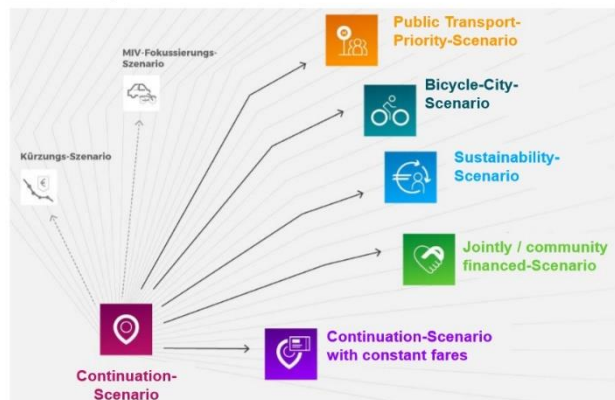 Public Transport-
Priority-Scenario
MIV-Fokussierungs-
Szenario
Bicycle-City-
Scenario
Kürzungs-Szenario
Sustainability-
Scenario
Jointly / community
financed-Scenario
Continuation-Scenario
with constant fares
Continuation-
Scenario